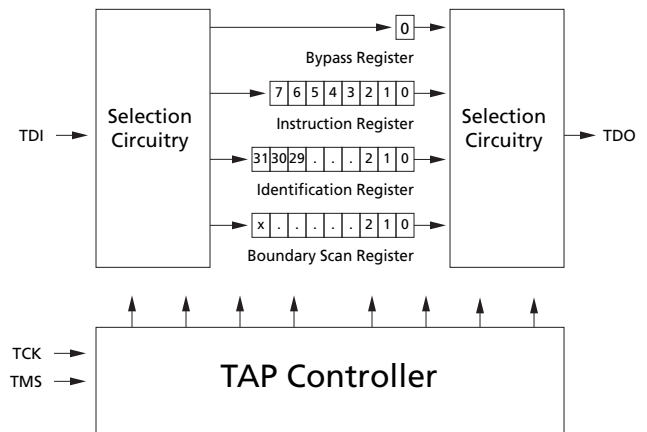 0
Bypass Register
7 6 5 4 3 2 1 0
Instruction Register
Selection
Circuitry
Selection
Circuitry
TDI
TDO
31 30 29 . . . 2 1 0
Identification Register
x . . . . . 2 1 0
Boundary Scan Register
TCK
TMS
TAP Controller